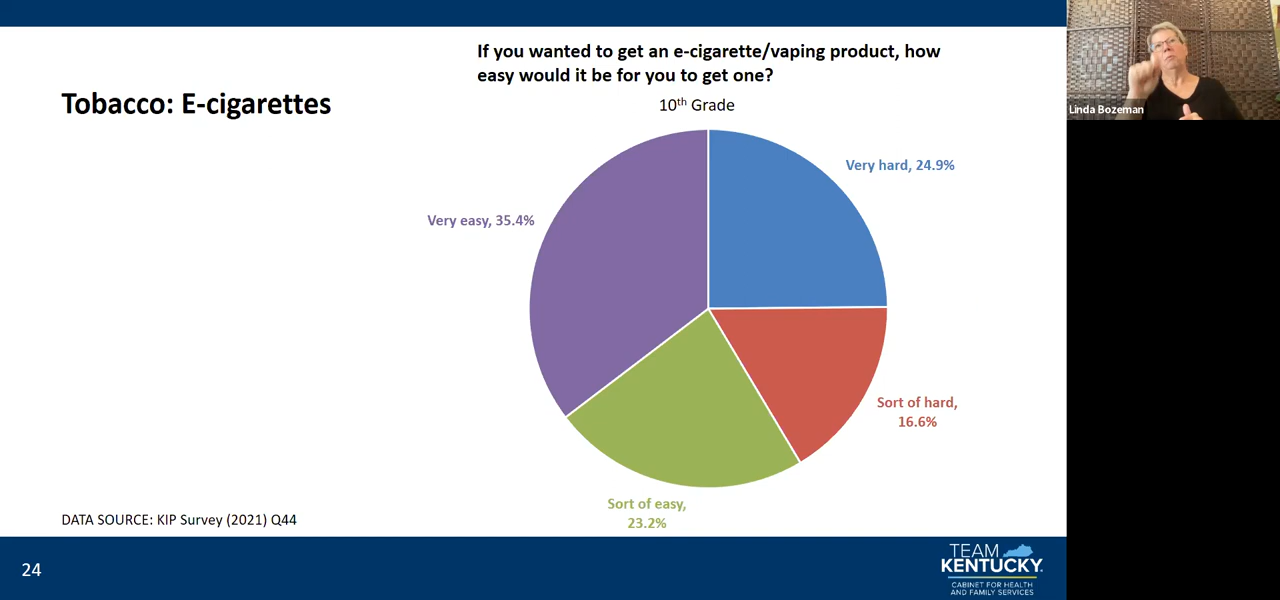 If you wanted to get an e-cigarette/vaping product, how
easy would it be for you to get one?
Tobacco: E-cigarettes
10th Grade
Very hard, 24.9%
Very easy, 35.4%
Sort of hard,
16.6%
Sort of easy,
23.2%
DATA SOURCE: KIP Survey (2021) Q44
24
TEAM
KENTUCKY.
CABINET FOR HEALTH
AND FAMILY SERVICES
Linda Bozeman